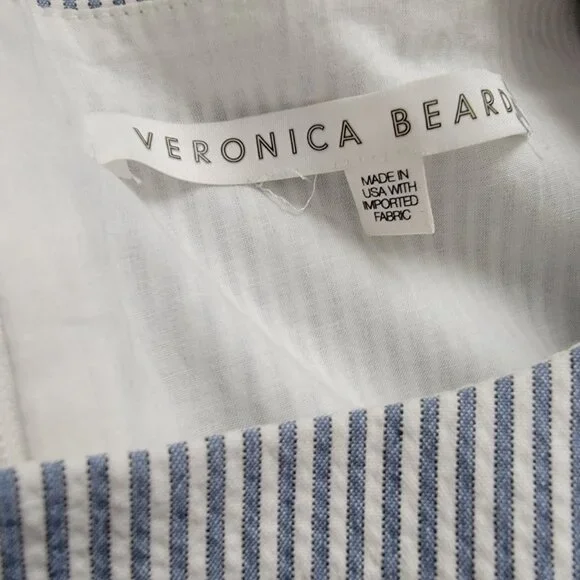 VERONICA BEARD
MADE IN
USA WITH
IMPORTED
FABRIC